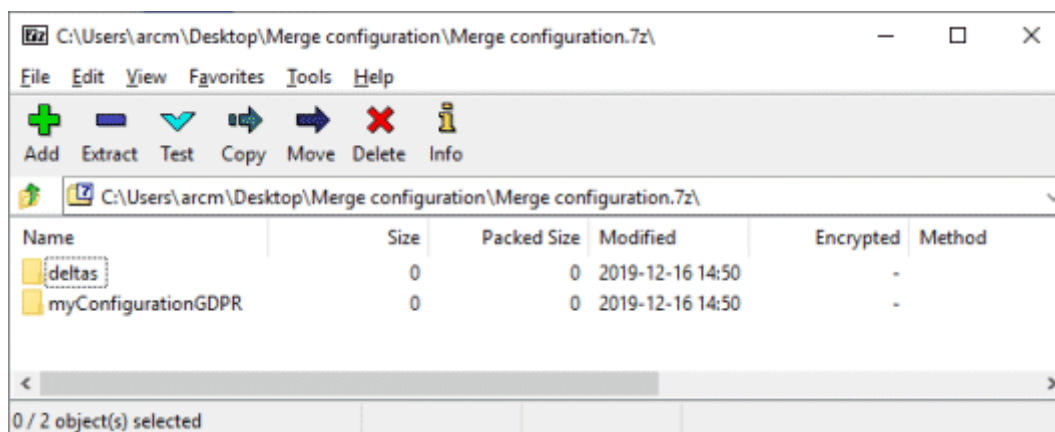 7z C:\Users\arcm\Desktop\Merge configuration\Merge configuration.7z\
File Edit View Favorites Tools Help
Add Extract Test Copy Move Delete Info
C:\Users\arcm\Desktop\Merge configuration\Merge configuration.7z\
Name Size Packed Size Modified Encrypted Method
deltas 0 0 2019-12-16 14:50 -
myConfigurationGDPR 0 0 2019-12-16 14:50 -
0 / 2 object(s) selected